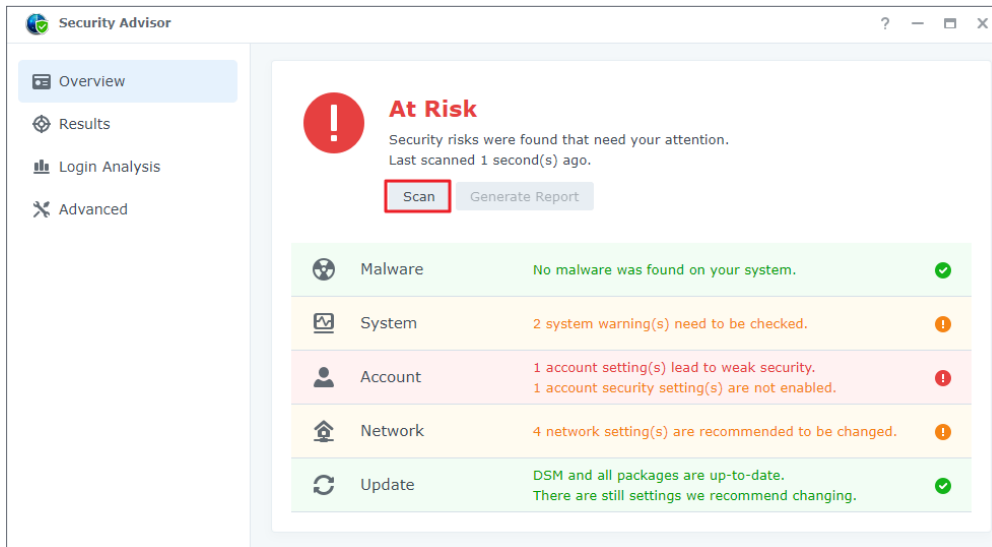 Security Advisor
?
Overview
Results
Login Analysis
Advanced
At Risk
Security risks were found that need your attention.
Last scanned 1 second(s) ago.
Scan Generate Report
Malware No malware was found on your system.
System 2 system warning(s) need to be checked.
Account 1 account setting(s) lead to weak security.
1 account security setting(s) are not enabled.
Network 4 network setting(s) are recommended to be changed.
Update DSM and all packages are up-to-date.
There are still settings we recommend changing.